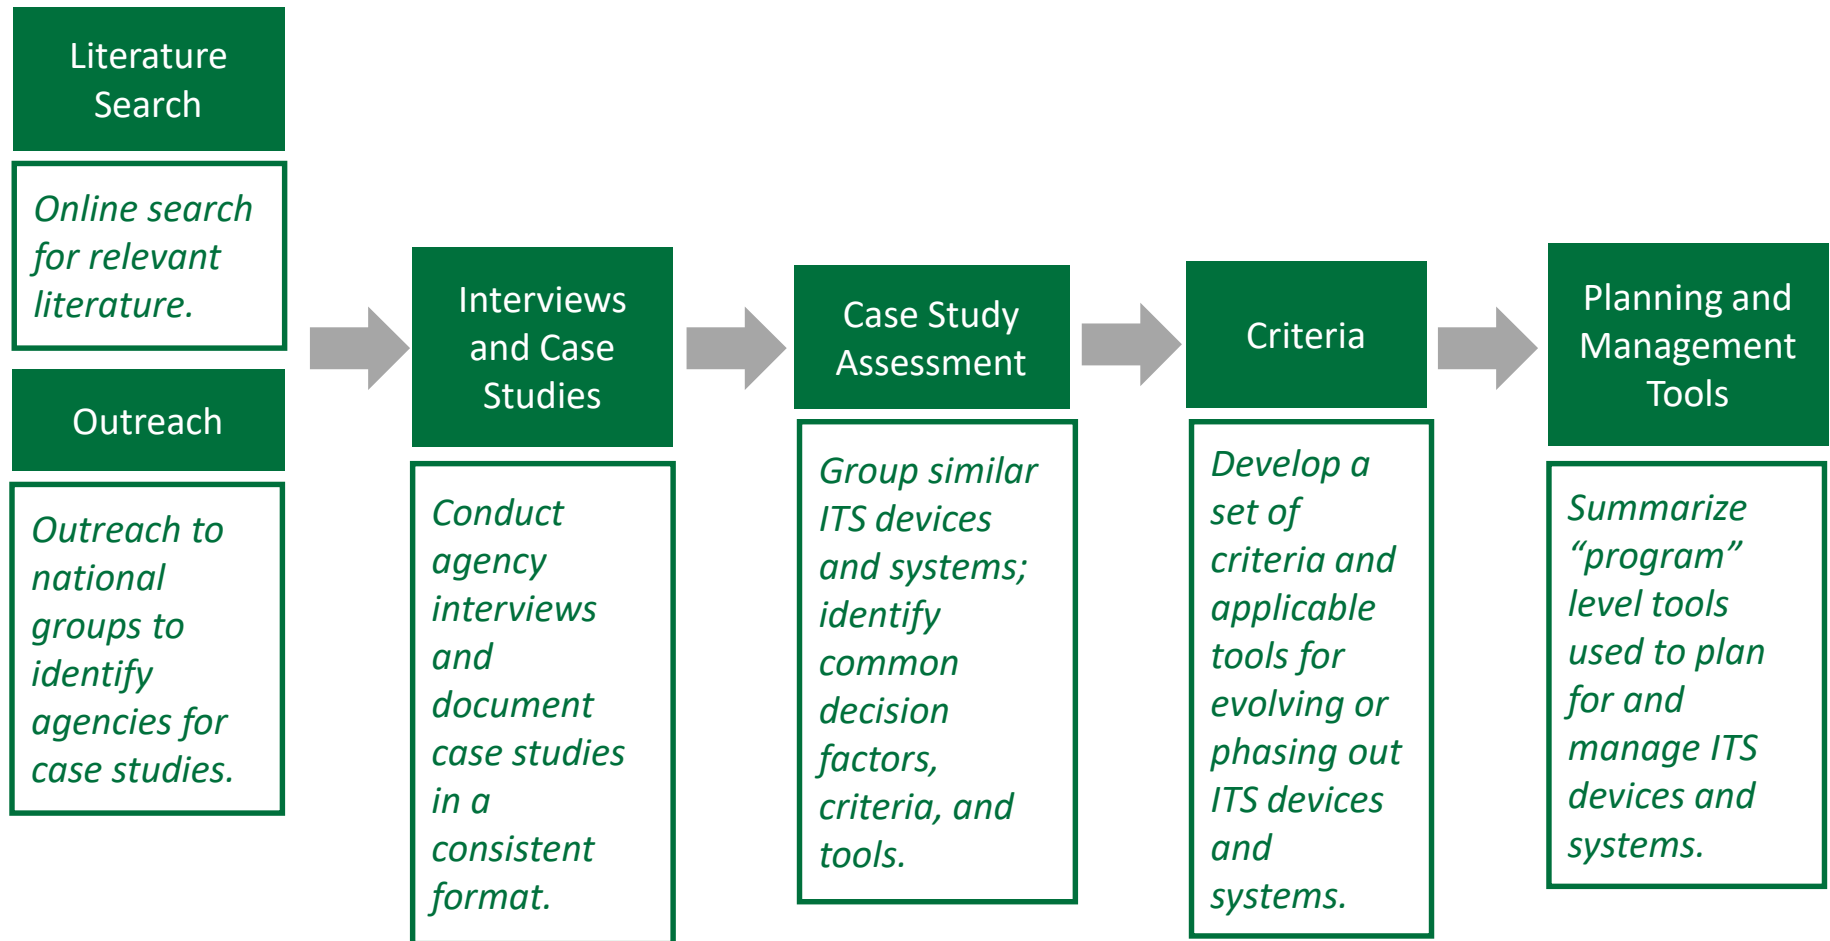 Literature
Search
Online search
for relevant
literature.
Outreach
Outreach to
national
groups to
identify
agencies for
case studies.
Interviews
and Case
Studies
Conduct
agency
interviews
and
document
case studies
in a
consistent
format.
Case Study
Assessment
Group similar
ITS devices
and systems;
identify
common
decision
factors,
criteria, and
tools.
Criteria
Develop a
set of
criteria and
applicable
tools for
evolving or
phasing out
ITS devices
and
systems.
Planning and
Management
Tools
Summarize
“program”
level tools
used to plan
for and
manage ITS
devices and
systems.